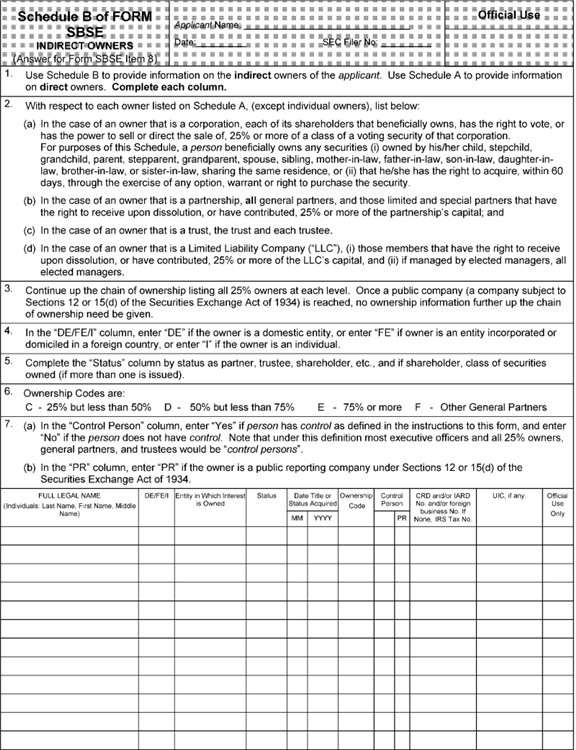 Schedule B of FORM
SBSE
INDIRECT OWNERS
(Answer for Form SBSE Item 8)
Applicant Name:
Date: SEC Filer No:
Official Use
1. Use Schedule B to provide information on the indirect owners of the applicant. Use Schedule A to provide information
on direct owners. Complete each column.
2. With respect to each owner listed on Schedule A, (except individual owners), list below:
(a) In the case of an owner that is a corporation, each of its shareholders that beneficially owns, has the right to vote, or
has the power to sell or direct the sale of, 25% or more of a class of a voting security of that corporation.
For purposes of this Schedule, a person beneficially owns any securities (i) owned by his/her child, stepchild,
grandchild, parent, stepparent, grandparent, spouse, sibling, mother-in-law, father-in-law, son-in-law, daughter-in-
law, brother-in-law, or sister-in-law, sharing the same residence, or (ii) that he/she has the right to acquire, within 60
days, through the exercise of any option, warrant or right to purchase the security.
(b) In the case of an owner that is a partnership, all general partners, and those limited and special partners that have
the right to receive upon dissolution, or have contributed, 25% or more of the partnership's capital; and
(c) In the case of an owner that is a trust, the trust and each trustee.
(d) In the case of an owner that is a Limited Liability Company ("LLC"), (i) those members that have the right to receive
upon dissolution, or have contributed, 25% or more of the LLC's capital, and (ii) if managed by elected managers, all
elected managers.
3. Continue up the chain of ownership listing all 25% owners at each level. Once a public company (a company subject to
Sections 12 or 15(d) of the Securities Exchange Act of 1934) is reached, no ownership information further up the chain of
ownership need be given.
4. In the "DE/FE/I" column, enter "DE" if the owner is a domestic entity, or enter "FE" if owner is an entity incorporated or
domiciled in a foreign country, or enter "I" if the owner is an individual.
5. Complete the "Status" column by status as partner, trustee, shareholder, etc., and if shareholder, class of securities
owned (if more than one is issued).
6. Ownership Codes are:
C - 25% but less than 50% D - 50% but less than 75% E - 75% or more F - Other General Partners
7. (a) In the "Control Person" column, enter "Yes" if person has control as defined in the instructions to this form, and enter
"No" if the person does not have control. Note that under this definition most executive officers and all 25% owners,
general partners, and trustees would be "control persons".
(b) In the "PR" column, enter "PR" if the owner is a public reporting company under Sections 12 or 15(d) of the
Securities Exchange Act of 1934.
FULL LEGAL NAME
(Individuals: Last Name, First Name, Middle
Name)
DE/FE/I
Entity in Which Interest
is Owned
Status
Date Title or
Status Acquired
MM YYYY
Ownership
Code
Control
Person
PR
CRD and/or IARD
No. and/or foreign
business No. If
None, IRS Tax No.
UIC, if any.
Official
Use
Only